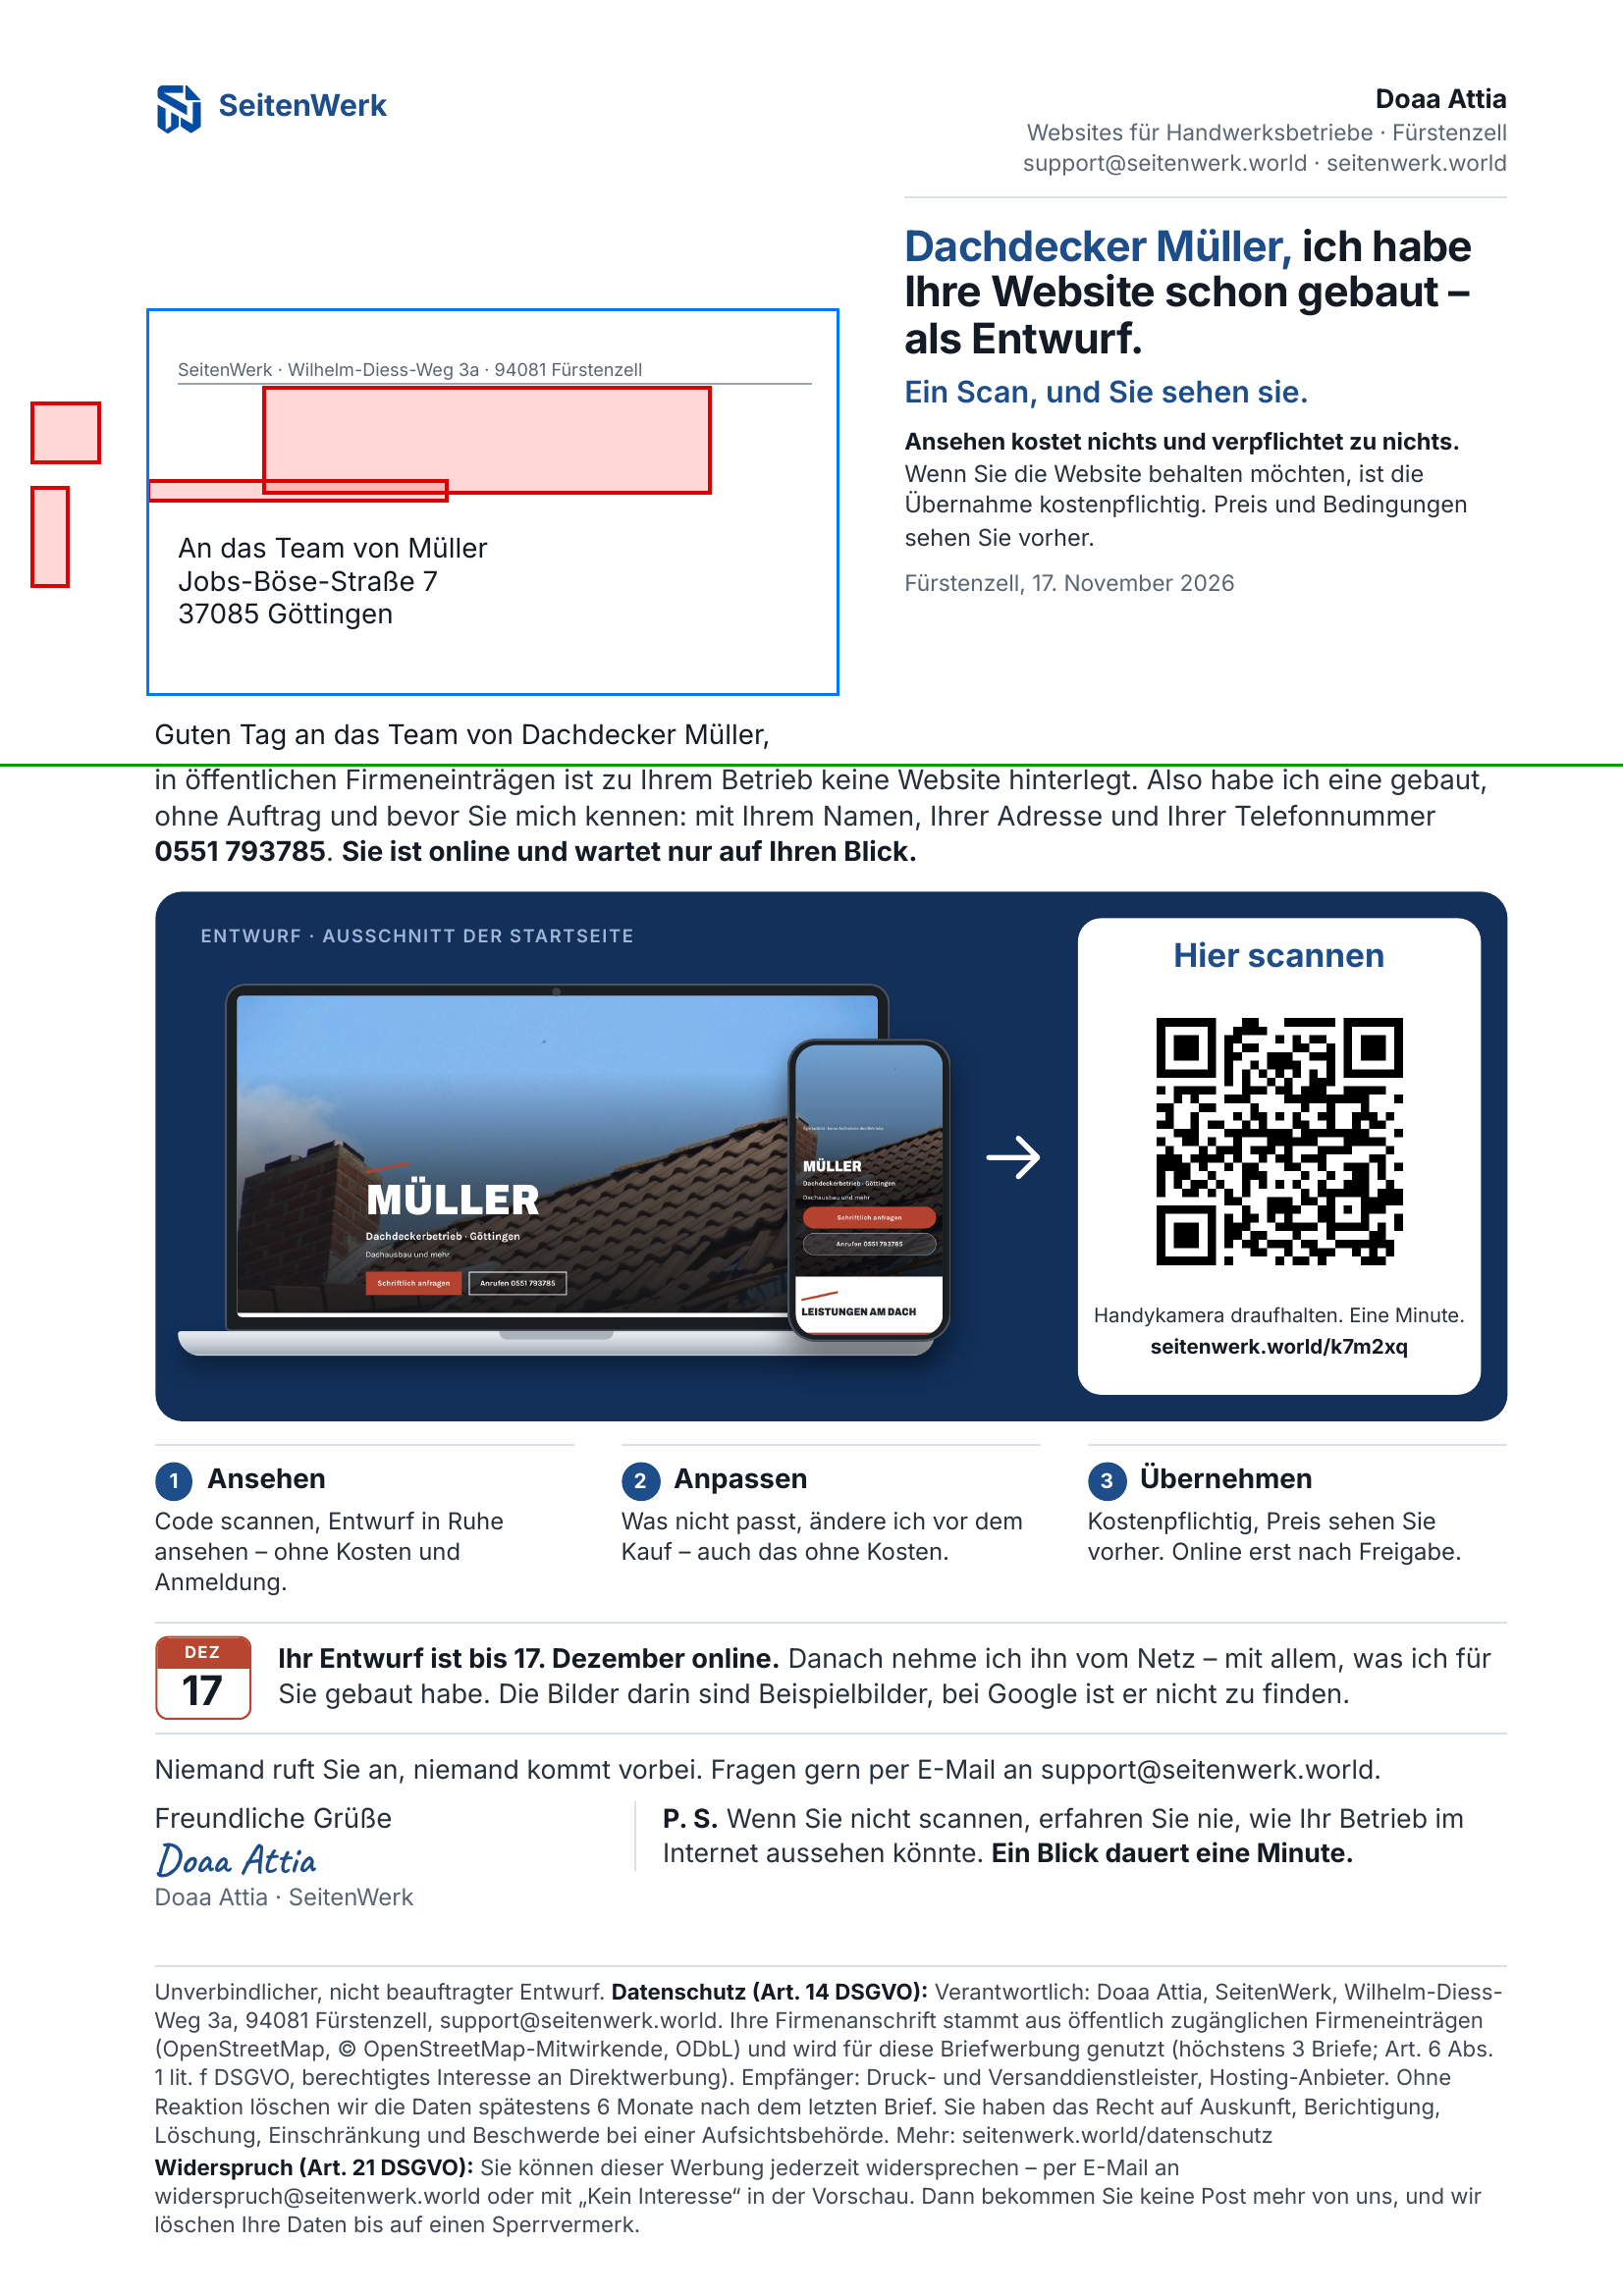 SeitenWerk
Doaa Attia
Websites für Handwerksbetriebe · Fürstenzell
support@seitenwerk.world · seitenwerk.world
Dachdecker Müller, ich habe
Ihre Website schon gebaut –
als Entwurf.
Ein Scan, und Sie sehen sie.
Ansehen kostet nichts und verpflichtet zu nichts.
Wenn Sie die Website behalten möchten, ist die
Übernahme kostenpflichtig. Preis und Bedingungen
sehen Sie vorher.
Fürstenzell, 17. November 2026
SeitenWerk · Wilhelm-Diess-Weg 3a · 94081 Fürstenzell
An das Team von Müller
Jobs-Böse-Straße 7
37085 Göttingen
Guten Tag an das Team von Dachdecker Müller,
in öffentlichen Firmeneinträgen ist zu Ihrem Betrieb keine Website hinterlegt. Also habe ich eine gebaut,
ohne Auftrag und bevor Sie mich kennen: mit Ihrem Namen, Ihrer Adresse und Ihrer Telefonnummer
0551 793785. Sie ist online und wartet nur auf Ihren Blick.
ENTWURF · AUSSCHNITT DER STARTSEITE
MÜLLER
Dachdeckerbetrieb · Göttingen
Dachausbau und mehr
Schriftlich anfragen
Anrufen 0551 793785
MÜLLER
Dachdeckerbetrieb · Göttingen
Dachausbau und mehr
Schriftlich anfragen
Anrufen 0551 793785
LEISTUNGEN AM DACH
Hier scannen
Handykamera draufhalten. Eine Minute.
seitenwerk.world/k7m2xq
1 Ansehen
Code scannen, Entwurf in Ruhe
ansehen – ohne Kosten und
Anmeldung.
2 Anpassen
Was nicht passt, ändere ich vor dem
Kauf – auch das ohne Kosten.
3 Übernehmen
Kostenpflichtig, Preis sehen Sie
vorher. Online erst nach Freigabe.
DEZ
17
Ihr Entwurf ist bis 17. Dezember online. Danach nehme ich ihn vom Netz – mit allem, was ich für
Sie gebaut habe. Die Bilder darin sind Beispielbilder, bei Google ist er nicht zu finden.
Niemand ruft Sie an, niemand kommt vorbei. Fragen gern per E-Mail an support@seitenwerk.world.
Freundliche Grüße
Doaa Attia
Doaa Attia · SeitenWerk
P. S. Wenn Sie nicht scannen, erfahren Sie nie, wie Ihr Betrieb im
Internet aussehen könnte. Ein Blick dauert eine Minute.
Unverbindlicher, nicht beauftragter Entwurf. Datenschutz (Art. 14 DSGVO): Verantwortlich: Doaa Attia, SeitenWerk, Wilhelm-Diess-
Weg 3a, 94081 Fürstenzell, support@seitenwerk.world. Ihre Firmenanschrift stammt aus öffentlich zugänglichen Firmeneinträgen
(OpenStreetMap, © OpenStreetMap-Mitwirkende, ODbL) und wird für diese Briefwerbung genutzt (höchstens 3 Briefe; Art. 6 Abs.
1 lit. f DSGVO, berechtigtes Interesse an Direktwerbung). Empfänger: Druck- und Versanddienstleister, Hosting-Anbieter. Ohne
Reaktion löschen wir die Daten spätestens 6 Monate nach dem letzten Brief. Sie haben das Recht auf Auskunft, Berichtigung,
Löschung, Einschränkung und Beschwerde bei einer Aufsichtsbehörde. Mehr: seitenwerk.world/datenschutz
Widerspruch (Art. 21 DSGVO): Sie können dieser Werbung jederzeit widersprechen – per E-Mail an
widerspruch@seitenwerk.world oder mit „Kein Interesse“ in der Vorschau. Dann bekommen Sie keine Post mehr von uns, und wir
löschen Ihre Daten bis auf einen Sperrvermerk.